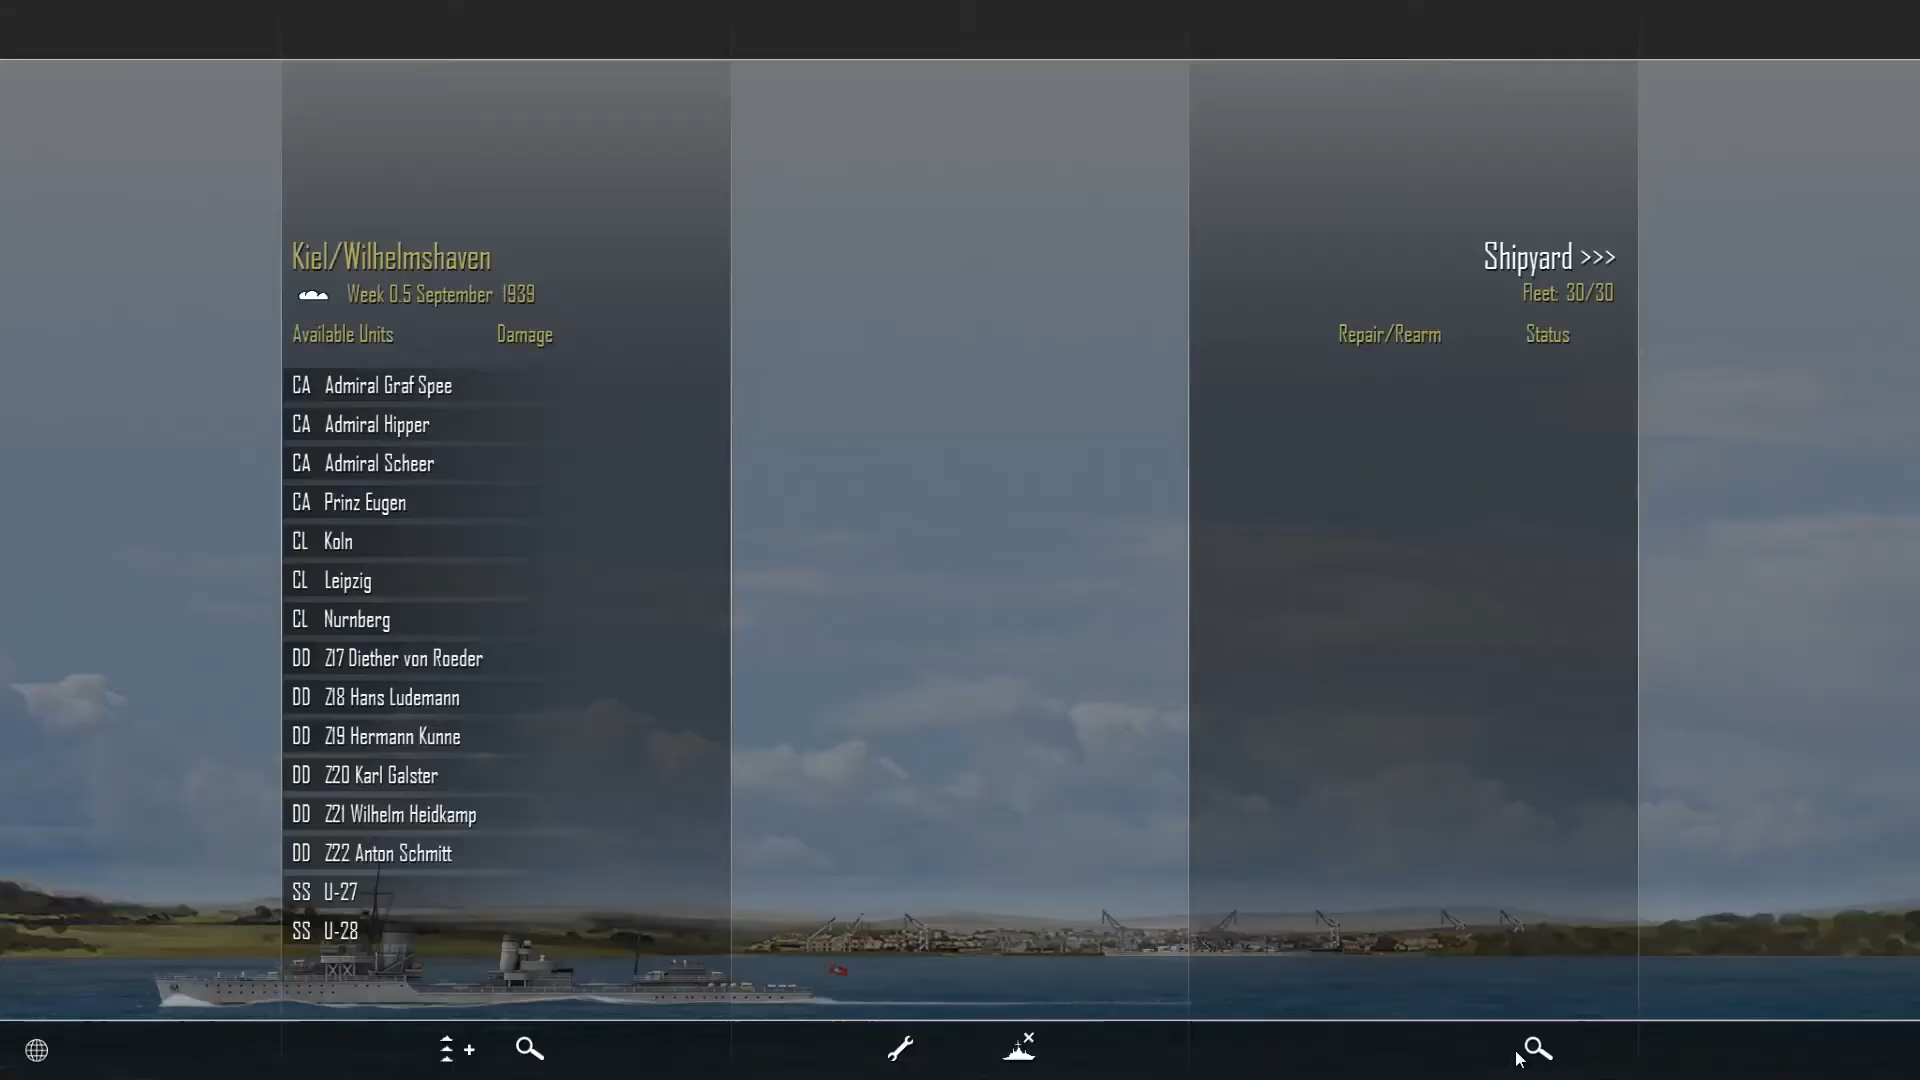 Kiel/Wilhelmshaven
Week 0.5 September 1939
Available Units Damage
CA Admiral Graf Spee
CA Admiral Hipper
CA Admiral Scheer
CA Prinz Eugen
CL Koln
CL Leipzig
CL Nurnberg
DD Z17 Diether von Roeder
DD Z18 Hans Ludemann
DD Z19 Hermann Kunne
DD Z20 Karl Galster
DD Z21 Wilhelm Heidkamp
DD Z22 Anton Schmitt
SS U-27
SS U-28
Shipyard >>>
Fleet: 30/30
Repair/Rearm Status